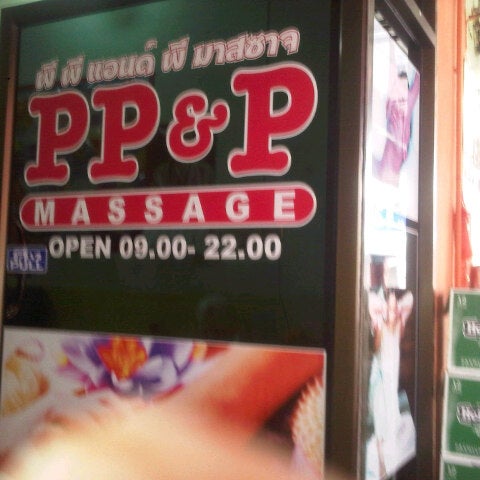 พี พี แอนด์ พี มาสซาจ
PP & P
MASSAGE
OPEN 09.00- 22.00
PULL